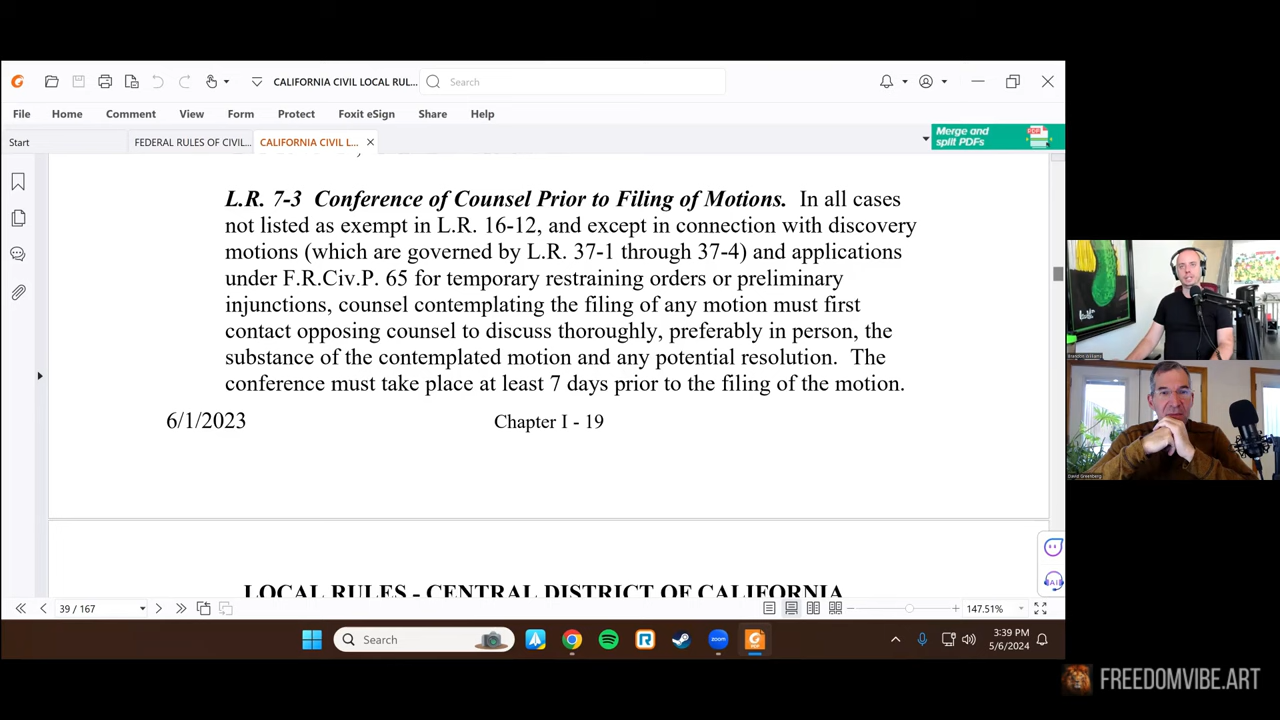 CALIFORNIA CIVIL LOCAL RUL...
Search
File Home Comment View Form Protect Foxit eSign Share Help
Start
FEDERAL RULES OF CIVIL...
CALIFORNIA CIVIL L...
Merge and
split PDFs
L.R. 7-3 Conference of Counsel Prior to Filing of Motions. In all cases
not listed as exempt in L.R. 16-12, and except in connection with discovery
motions (which are governed by L.R. 37-1 through 37-4) and applications
under F.R.Civ.P. 65 for temporary restraining orders or preliminary
injunctions, counsel contemplating the filing of any motion must first
contact opposing counsel to discuss thoroughly, preferably in person, the
substance of the contemplated motion and any potential resolution. The
conference must take place at least 7 days prior to the filing of the motion.
6/1/2023 Chapter I - 19
LOCAL RULES - CENTRAL DISTRICT OF CALIFORNIA
39 / 167
147.51%
Search
3:39 PM
5/6/2024
Brandon Williams
David Greenberg
FREEDOMVIBE.ART